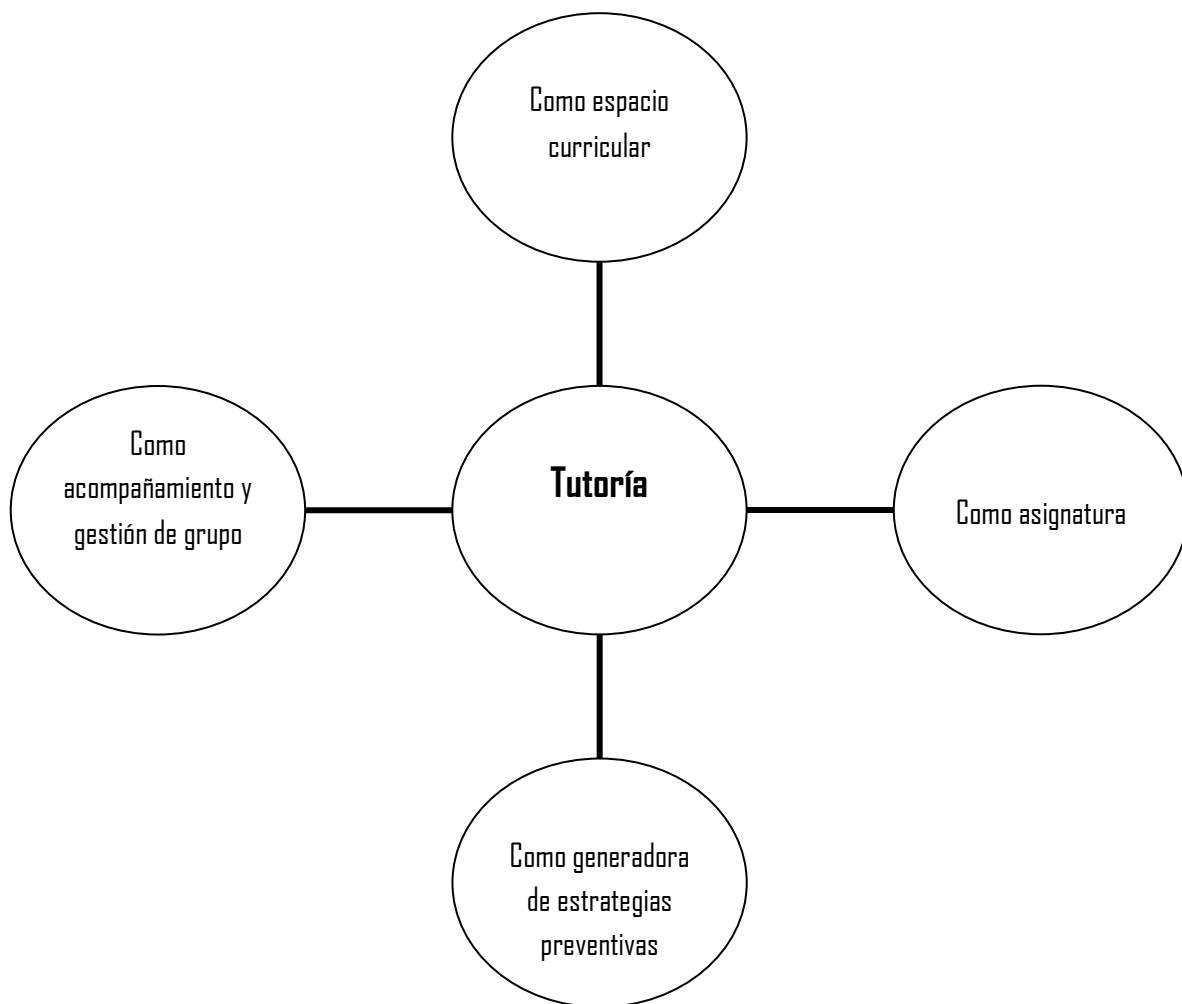 Como espacio
curricular
Como
acompañamiento y
gestión de grupo
Tutoría
Como asignatura
Como generadora
de estrategias
preventivas